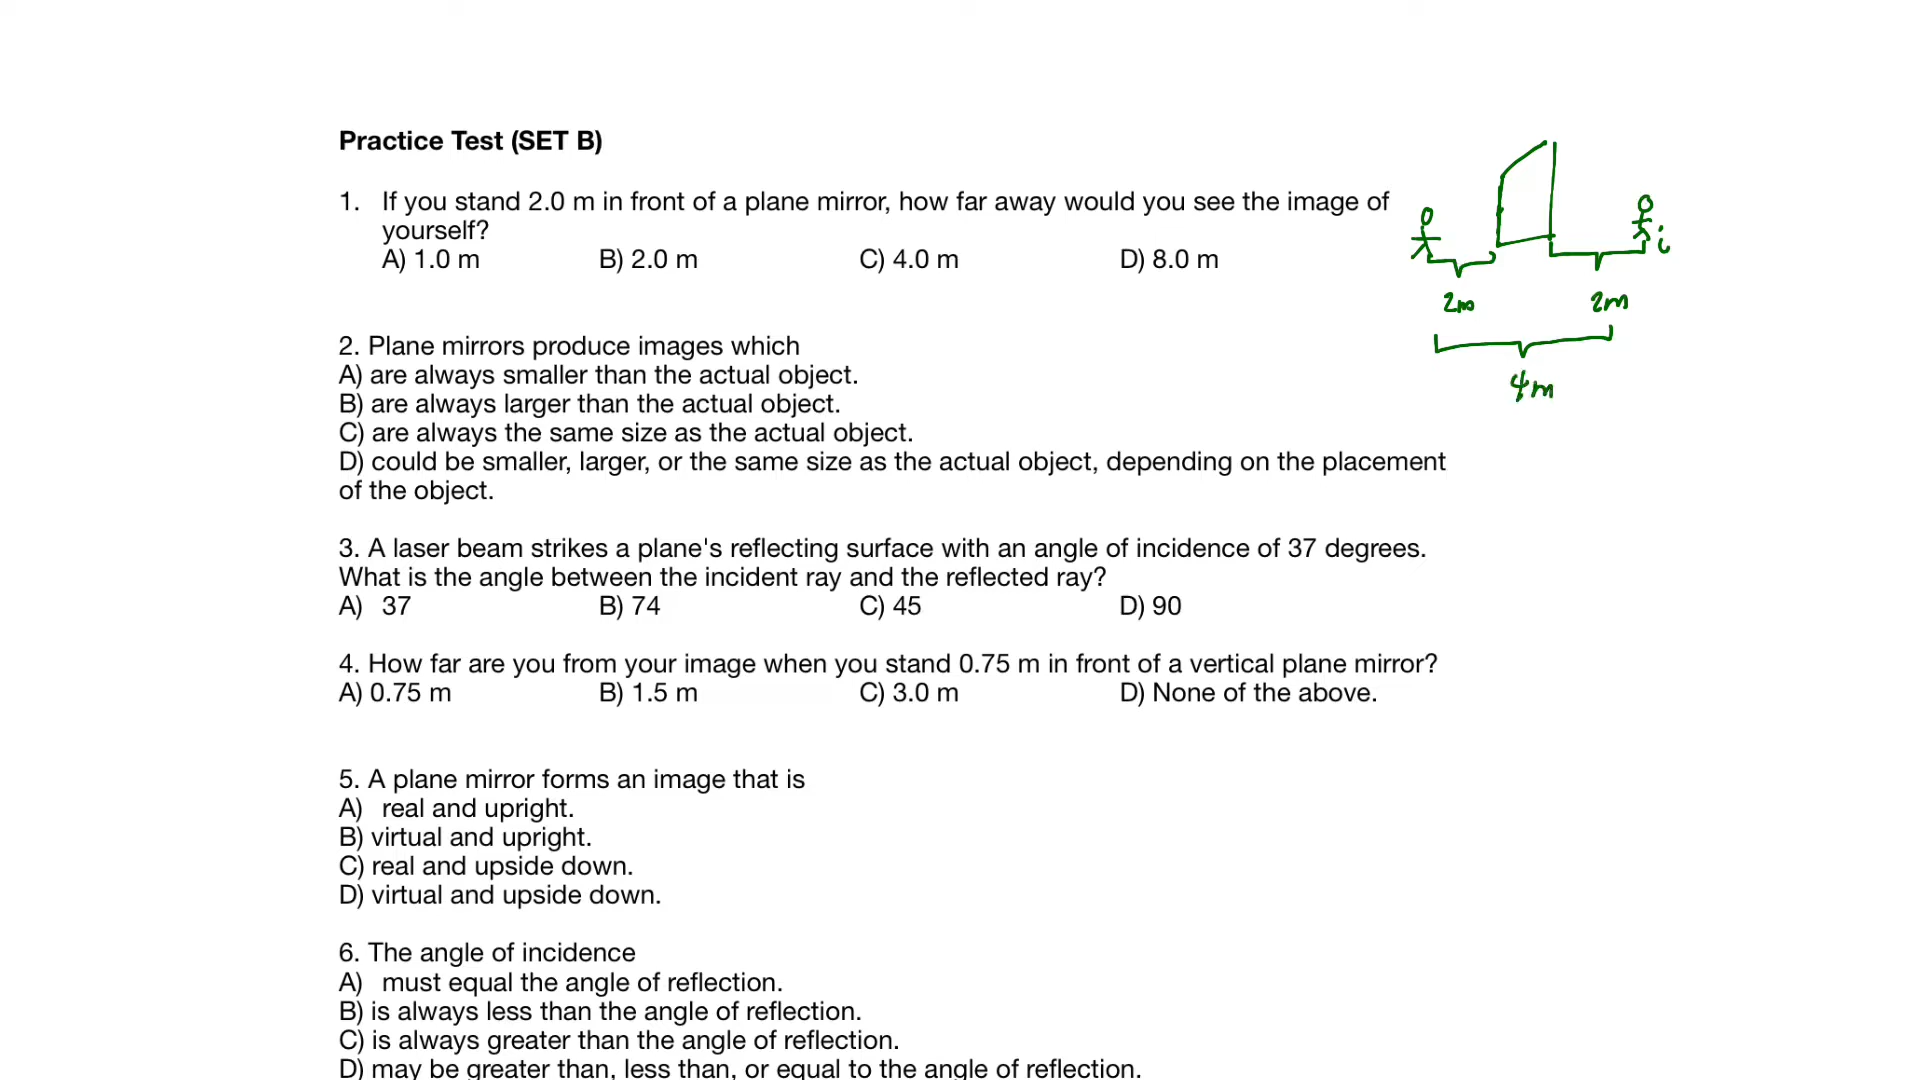 Practice Test (SET B)
1. If you stand 2.0 m in front of a plane mirror, how far away would you see the image of
yourself?
A) 1.0 m B) 2.0 m C) 4.0 m D) 8.0 m
i
2m 2m
4m
2. Plane mirrors produce images which
A) are always smaller than the actual object.
B) are always larger than the actual object.
C) are always the same size as the actual object.
D) could be smaller, larger, or the same size as the actual object, depending on the placement
of the object.
3. A laser beam strikes a plane's reflecting surface with an angle of incidence of 37 degrees.
What is the angle between the incident ray and the reflected ray?
A) 37 B) 74 C) 45 D) 90
4. How far are you from your image when you stand 0.75 m in front of a vertical plane mirror?
A) 0.75 m B) 1.5 m C) 3.0 m D) None of the above.
5. A plane mirror forms an image that is
A) real and upright.
B) virtual and upright.
C) real and upside down.
D) virtual and upside down.
6. The angle of incidence
A) must equal the angle of reflection.
B) is always less than the angle of reflection.
C) is always greater than the angle of reflection.
D) may be greater than, less than, or equal to the angle of reflection.